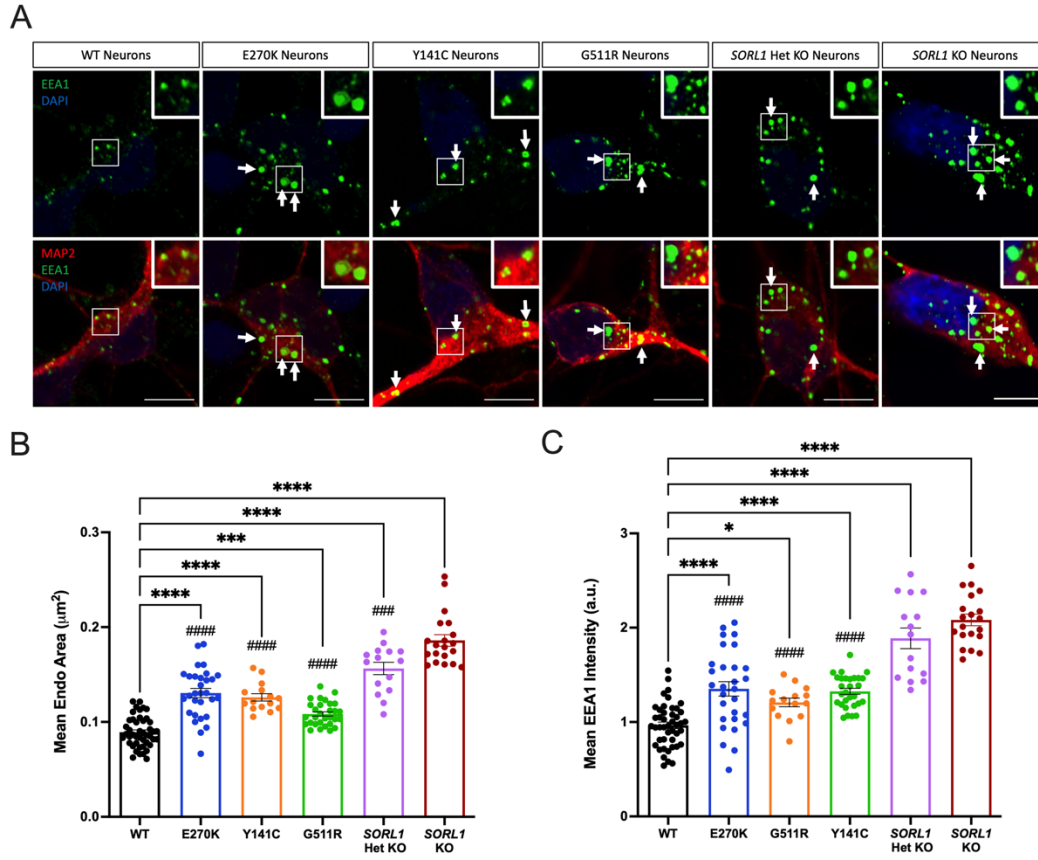 A
WT Neurons
E270K Neurons
Y141C Neurons
G511R Neurons
SORL1 Het KO Neurons
SORL1 KO Neurons
EEA1
DAPI
MAP2
EEA1
DAPI
B
Mean Endo Area (μm²)
0.3
0.2
0.1
0.0
****
****
***
****
****
####
####
####
###
WT
E270K
Y141C
G511R
SORL1 Het KO
SORL1 KO
C
Mean EEA1 Intensity (a.u.)
3
2
1
0
****
****
****
*
****
####
####
####
WT
E270K
G511R
Y141C
SORL1 Het KO
SORL1 KO